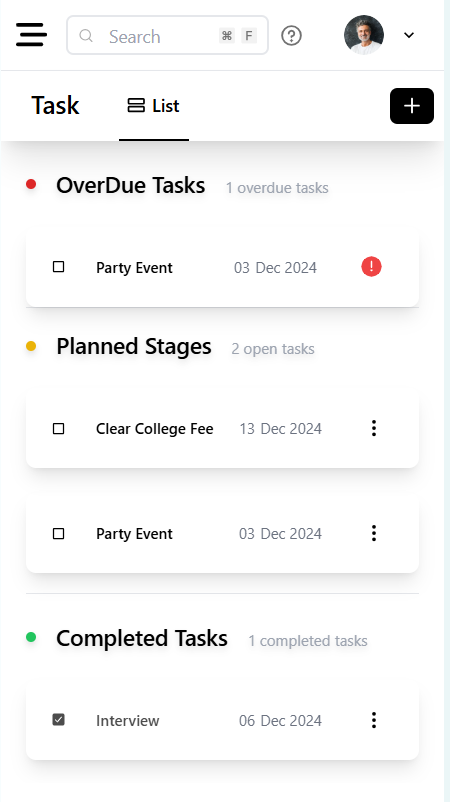 Search ⌘ F
Task List
OverDue Tasks 1 overdue tasks
Party Event 03 Dec 2024
Planned Stages 2 open tasks
Clear College Fee 13 Dec 2024
Party Event 03 Dec 2024
Completed Tasks 1 completed tasks
Interview 06 Dec 2024